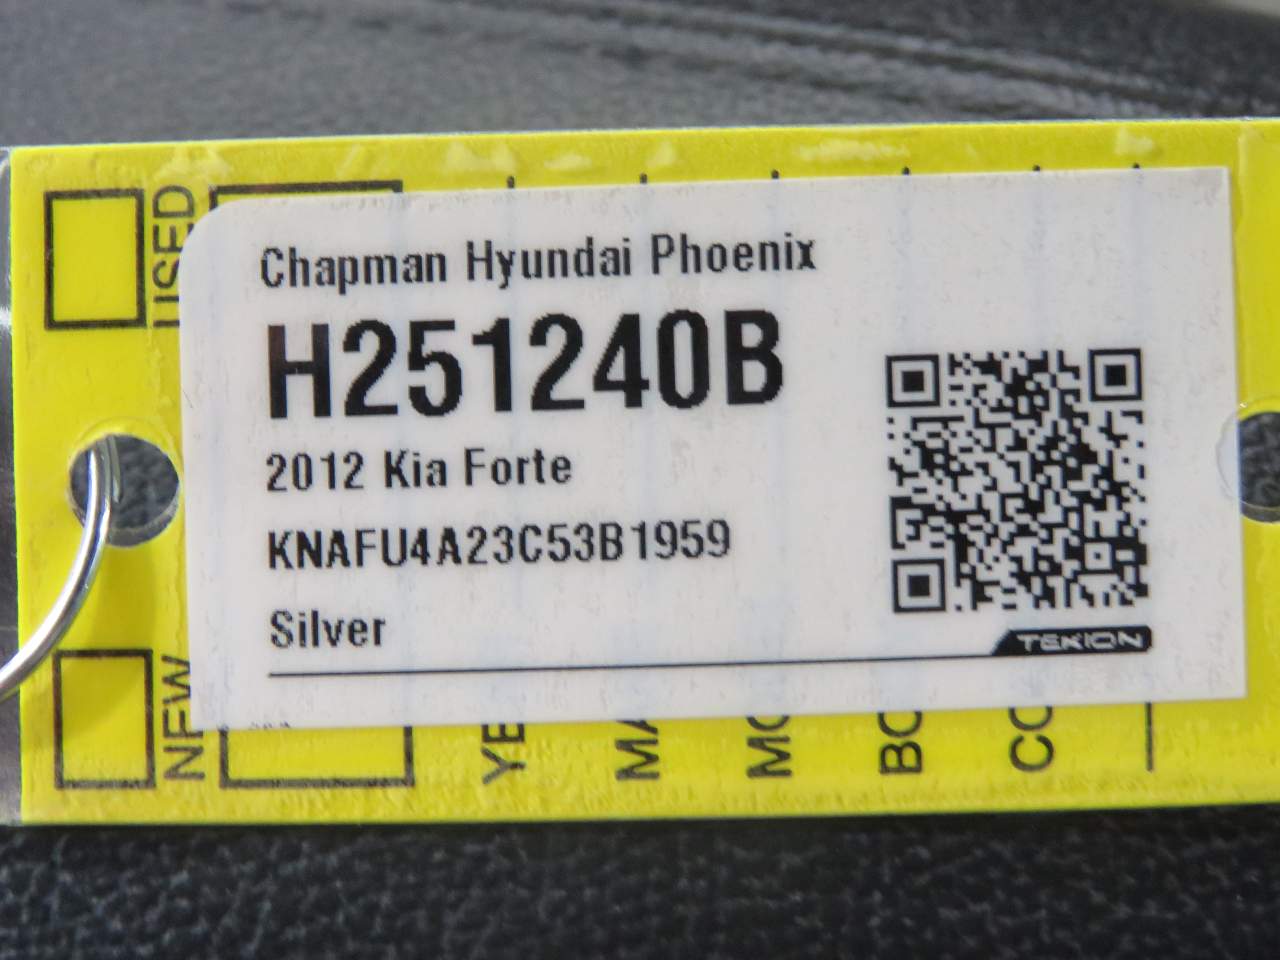 Chapman Hyundai Phoenix
H251240B
2012 Kia Forte
KNAFU4A23C53B1959
Silver
TEKION
USED
NEW